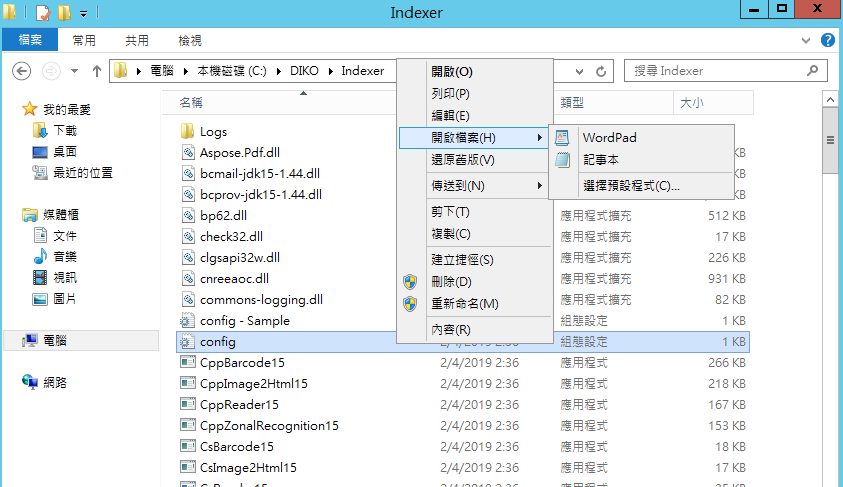 Indexer
檔案 常用 共用 檢視
電腦 本機磁碟 (C:) DIKO Indexer
搜尋 Indexer
我的最愛
下載
桌面
最近的位置
媒體櫃
文件
音樂
視訊
圖片
電腦
網路
名稱 類型 大小
Logs
Aspose.Pdf.dll KB
bcmail-jdk15-1.44.dll KB
bcprov-jdk15-1.44.dll KB
bp62.dll 應用程式擴充 512 KB
check32.dll 應用程式擴充 17 KB
clgsapi32w.dll 應用程式擴充 226 KB
cnreeaoc.dll 應用程式擴充 931 KB
commons-logging.dll 應用程式擴充 82 KB
config - Sample 組態設定 1 KB
config 2/4/2019 2:36 組態設定 1 KB
CppBarcode15 2/4/2019 2:36 應用程式 266 KB
CppImage2Html15 2/4/2019 2:36 應用程式 218 KB
CppReader15 2/4/2019 2:36 應用程式 167 KB
CppZonalRecognition15 2/4/2019 2:36 應用程式 153 KB
CsBarcode15 2/4/2019 2:36 應用程式 18 KB
CsImage2Html15 2/4/2019 2:36 應用程式 17 KB
開啟(O)
列印(P)
編輯(E)
開啟檔案(H)
還原舊版(V)
傳送到(N)
剪下(T)
複製(C)
建立捷徑(S)
刪除(D)
重新命名(M)
內容(R)
WordPad
記事本
選擇預設程式(C)...